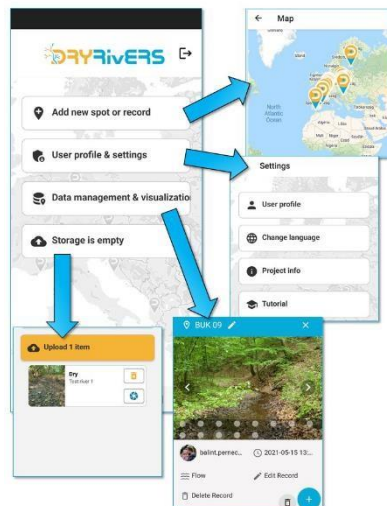 DRYRivERS
Add new spot or record
User profile & settings
Data management & visualization
Storage is empty
← Map
North
Atlantic
Ocean
Settings
User profile
Change language
Project info
Tutorial
Upload 1 item
Dry
Test river 1
BUK 09
balint.pernec...
2021-05-15 13:...
Flow
Edit Record
Delete Record